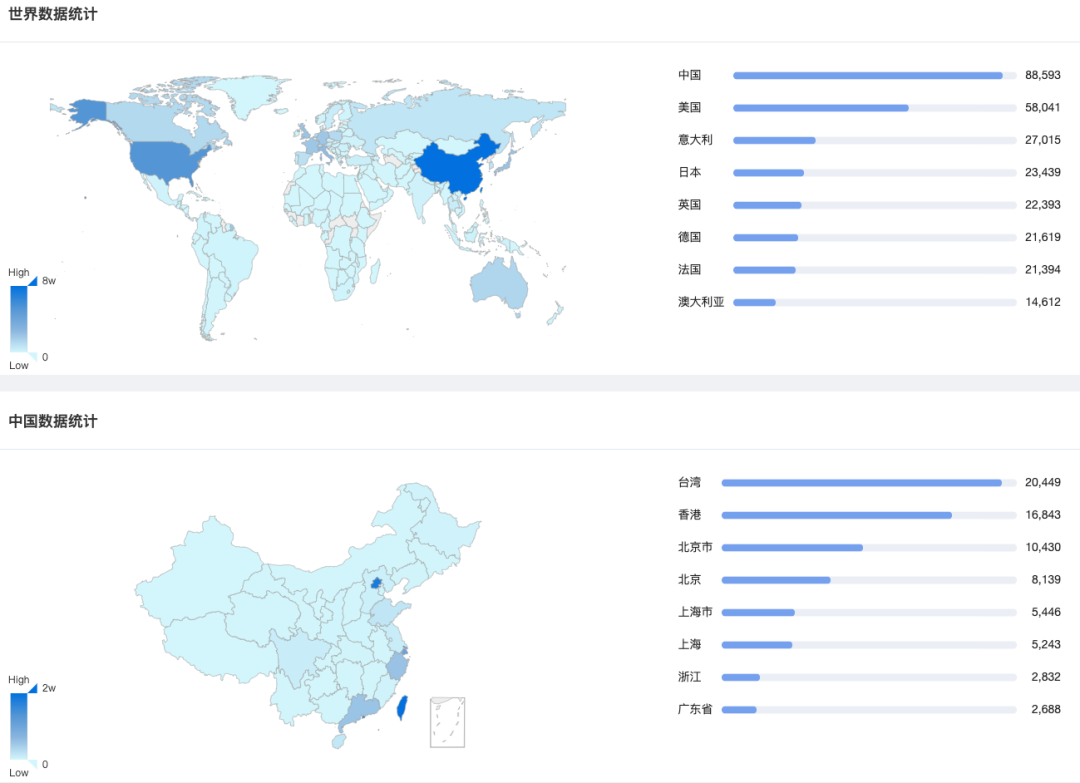 世界数据统计
中国 88,593
美国 58,041
意大利 27,015
日本 23,439
英国 22,393
德国 21,619
法国 21,394
澳大利亚 14,612
High
8w
0
Low
中国数据统计
台湾 20,449
香港 16,843
北京市 10,430
北京 8,139
上海市 5,446
上海 5,243
浙江 2,832
广东省 2,688
High
2w
0
Low